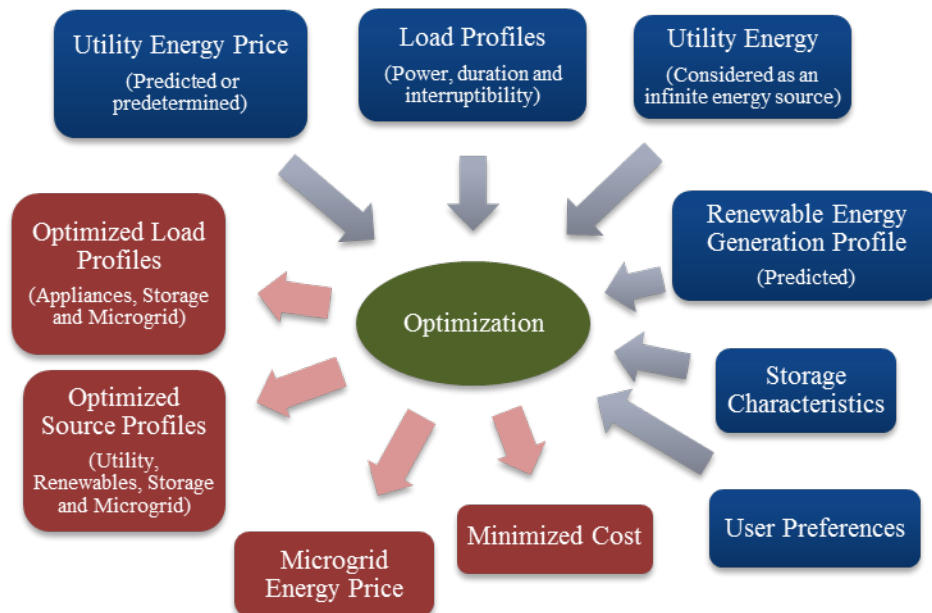 Utility Energy Price
(Predicted or
predetermined)
Load Profiles
(Power, duration and
interruptibility)
Utility Energy
(Considered as an
infinite energy source)
Optimized Load
Profiles
(Appliances, Storage
and Microgrid)
Renewable Energy
Generation Profile
(Predicted)
Optimization
Storage
Characteristics
Optimized
Source Profiles
(Utility,
Renewables, Storage
and Microgrid)
User Preferences
Minimized Cost
Microgrid
Energy Price